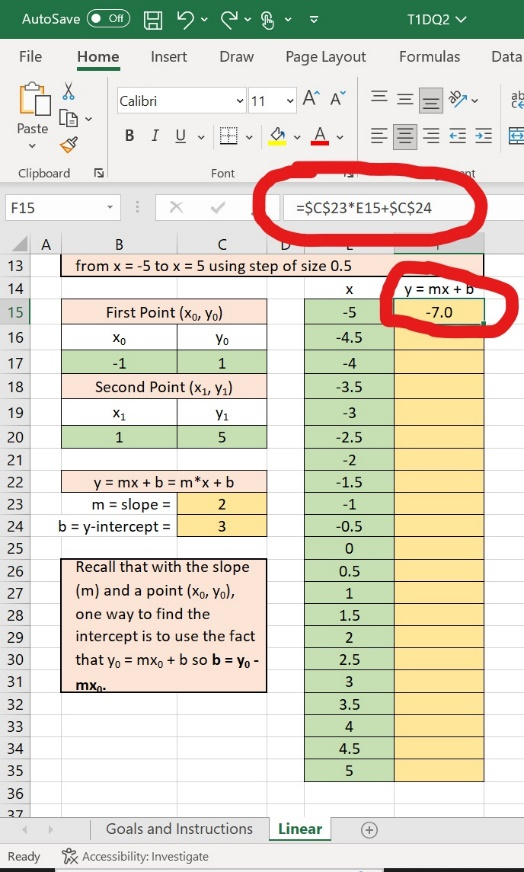 AutoSave Off T1DQ2
File Home Insert Draw Page Layout Formulas Data
Paste Calibri 11 A^ A˅ ab
B I U A
Clipboard Font
F15 =$C$23*E15+$C$24
A B C D E
13 from x = -5 to x = 5 using step of size 0.5
14 x y = mx + b
15 First Point (x₀, y₀) -5 -7.0
16 x₀ y₀ -4.5
17 -1 1 -4
18 Second Point (x₁, y₁) -3.5
19 x₁ y₁ -3
20 1 5 -2.5
21 -2
22 y = mx + b = m*x + b -1.5
23 m = slope = 2 -1
24 b = y-intercept = 3 -0.5
25 0
26 Recall that with the slope 0.5
27 (m) and a point (x₀, y₀), 1
28 one way to find the 1.5
29 intercept is to use the fact 2
30 that y₀ = mx₀ + b so b = y₀ - 2.5
31 mx₀. 3
32 3.5
33 4
34 4.5
35 5
36
37
Goals and Instructions Linear
Ready Accessibility: Investigate